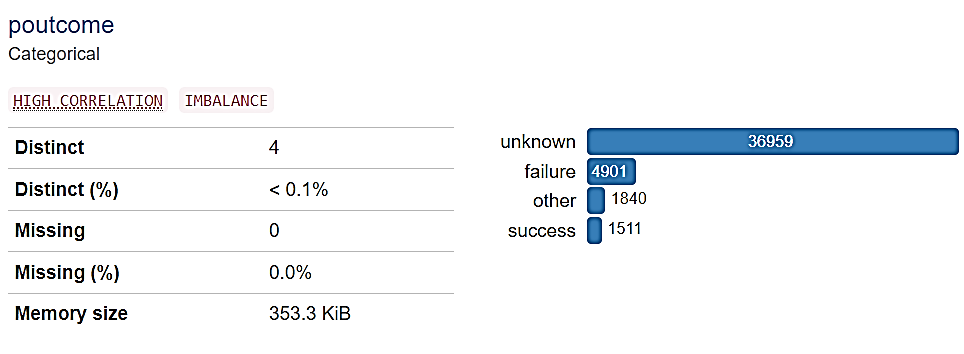 poutcome
Categorical
HIGH CORRELATION IMBALANCE
Distinct 4
Distinct (%) < 0.1%
Missing 0
Missing (%) 0.0%
Memory size 353.3 KiB
unknown 36959
failure 4901
other 1840
success 1511